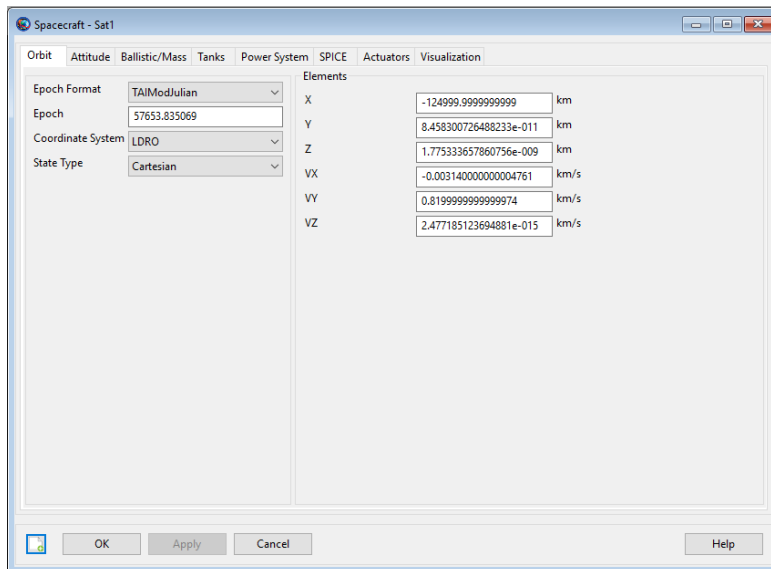 Spacecraft - Sat1
Orbit Attitude Ballistic/Mass Tanks Power System SPICE Actuators Visualization
Epoch Format TAIModJulian
Epoch 57653.835069
Coordinate System LDRO
State Type Cartesian
Elements
X -124999.9999999999 km
Y 8.458300726488233e-011 km
Z 1.775333657860756e-009 km
VX -0.003140000000004761 km/s
VY 0.8199999999999974 km/s
VZ 2.477185123694881e-015 km/s
OK Apply Cancel Help